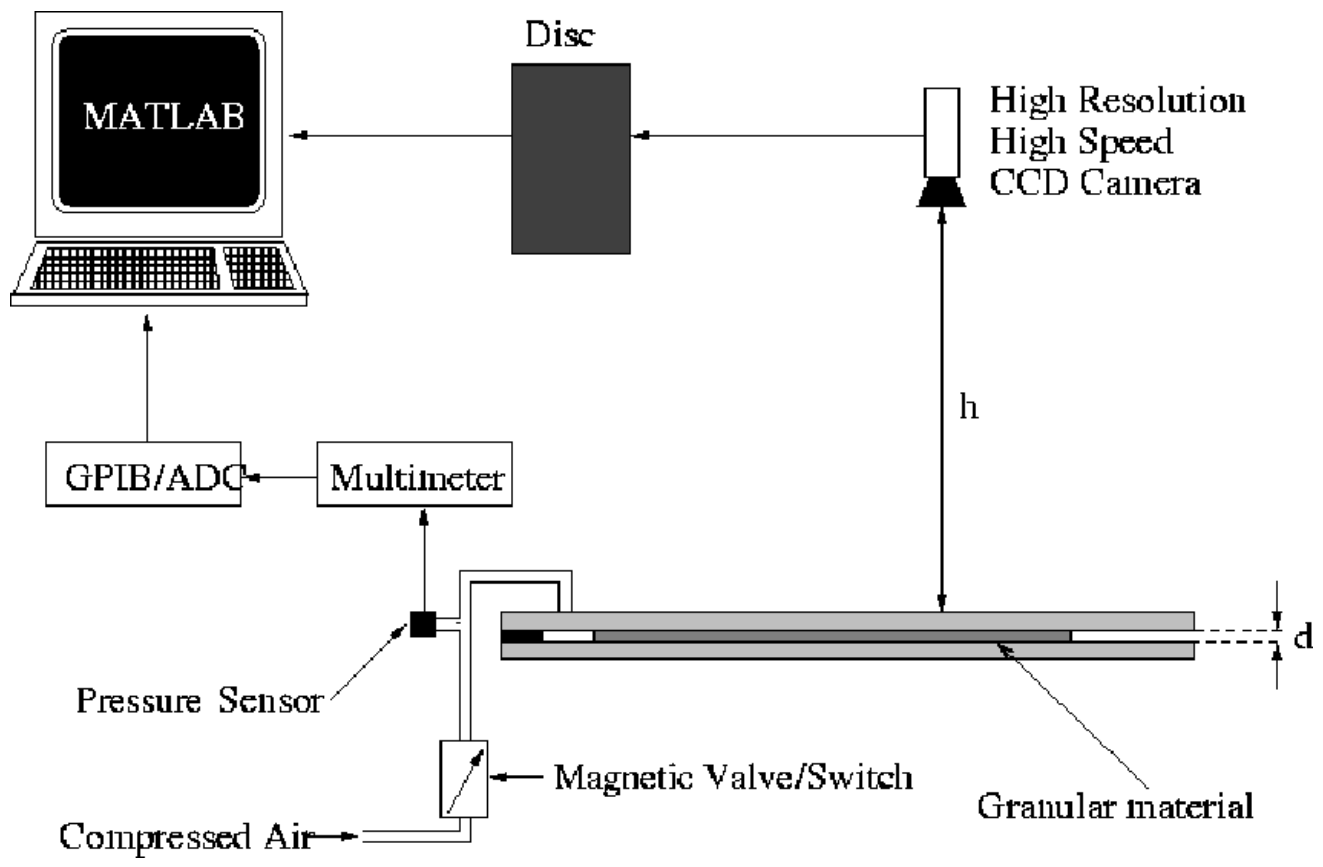 Disc
MATLAB
High Resolution
High Speed
CCD Camera
h
GPIB/ADC
Multimeter
d
Pressure Sensor
Magnetic Valve/Switch
Granular material
Compressed Air